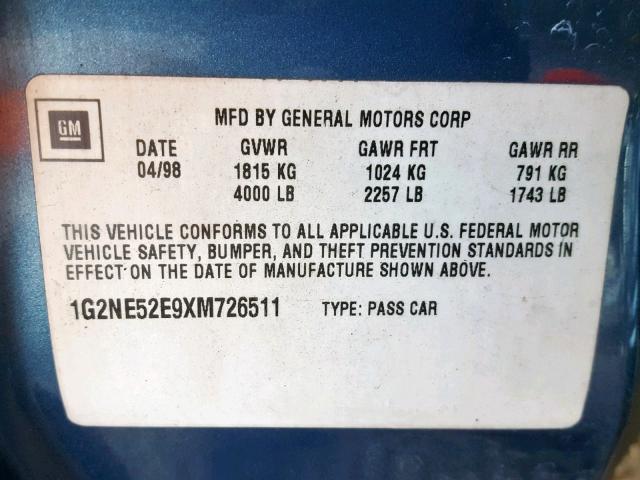 GM
MFD BY GENERAL MOTORS CORP
DATE GVWR GAWR FRT GAWR RR
04/98 1815 KG 1024 KG 791 KG
4000 LB 2257 LB 1743 LB
THIS VEHICLE CONFORMS TO ALL APPLICABLE U.S. FEDERAL MOTOR
VEHICLE SAFETY, BUMPER, AND THEFT PREVENTION STANDARDS IN
EFFECT ON THE DATE OF MANUFACTURE SHOWN ABOVE.
1G2NE52E9XM726511 TYPE: PASS CAR